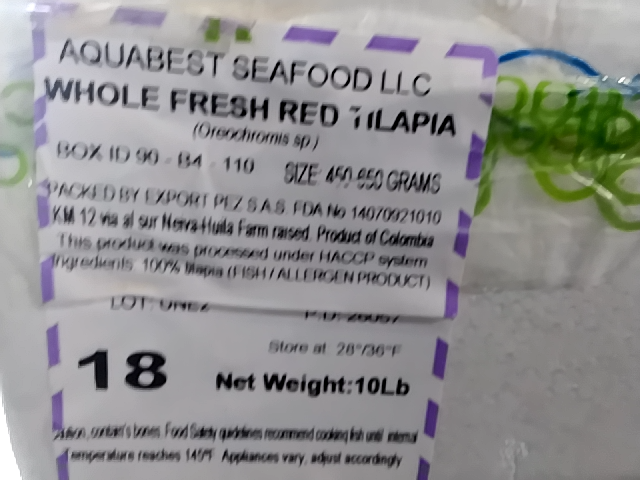 AQUABEST SEAFOOD LLC
WHOLE FRESH RED TILAPIA
(Oreochromis sp.)
BOX ID 90 - B4 - 110 SIZE: 450-650 GRAMS
PACKED BY EXPORT PEZ S.A.S. FDA No 14070921010
KM 12 via al sur Neiva-Huila Farm raised. Product of Colombia
This product was processed under HACCP system
Ingredients: 100% tilapia (FISH / ALLERGEN PRODUCT)
LOT:
Store at: 28°/36°F
18 Net Weight:10Lb
contain's bones. Food Safety guidelines recommend cooking fish until internal
Temperature reaches 145°F. Appliances vary, adjust accordingly